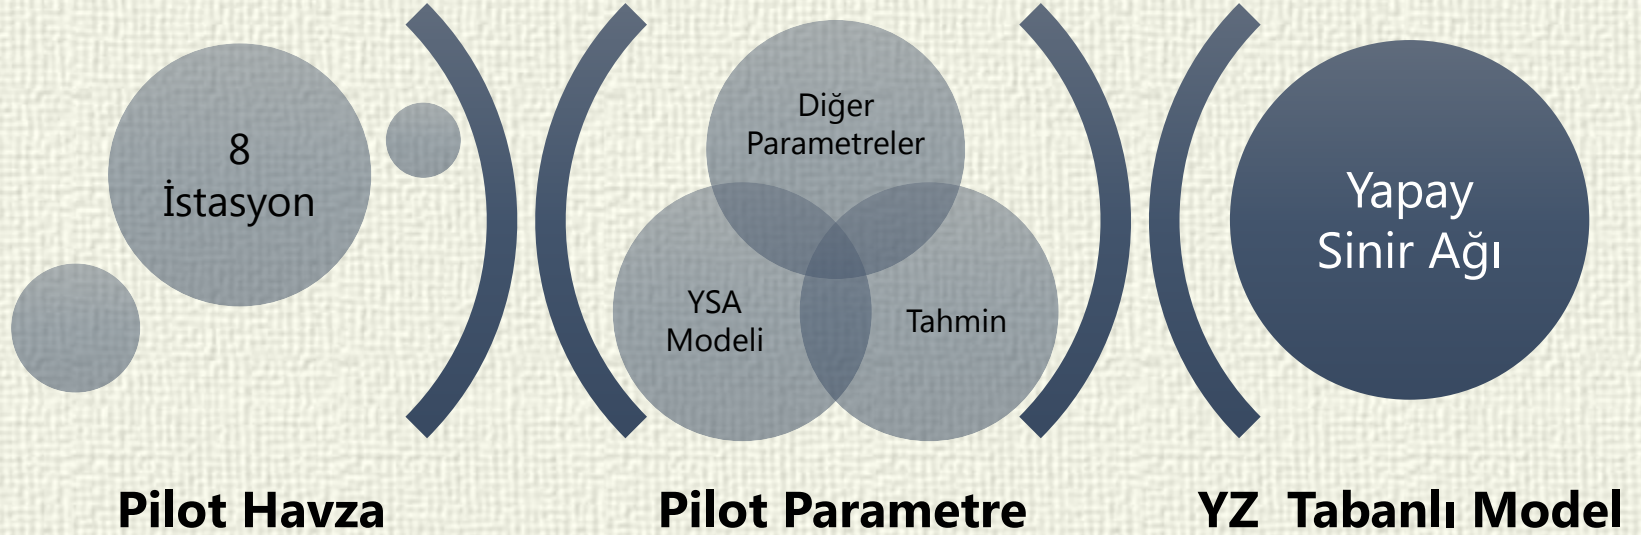 8
İstasyon
Diğer
Parametreler
YSA
Modeli
Tahmin
Yapay
Sinir Ağı
Pilot Havza
Pilot Parametre
YZ  Tabanlı Model